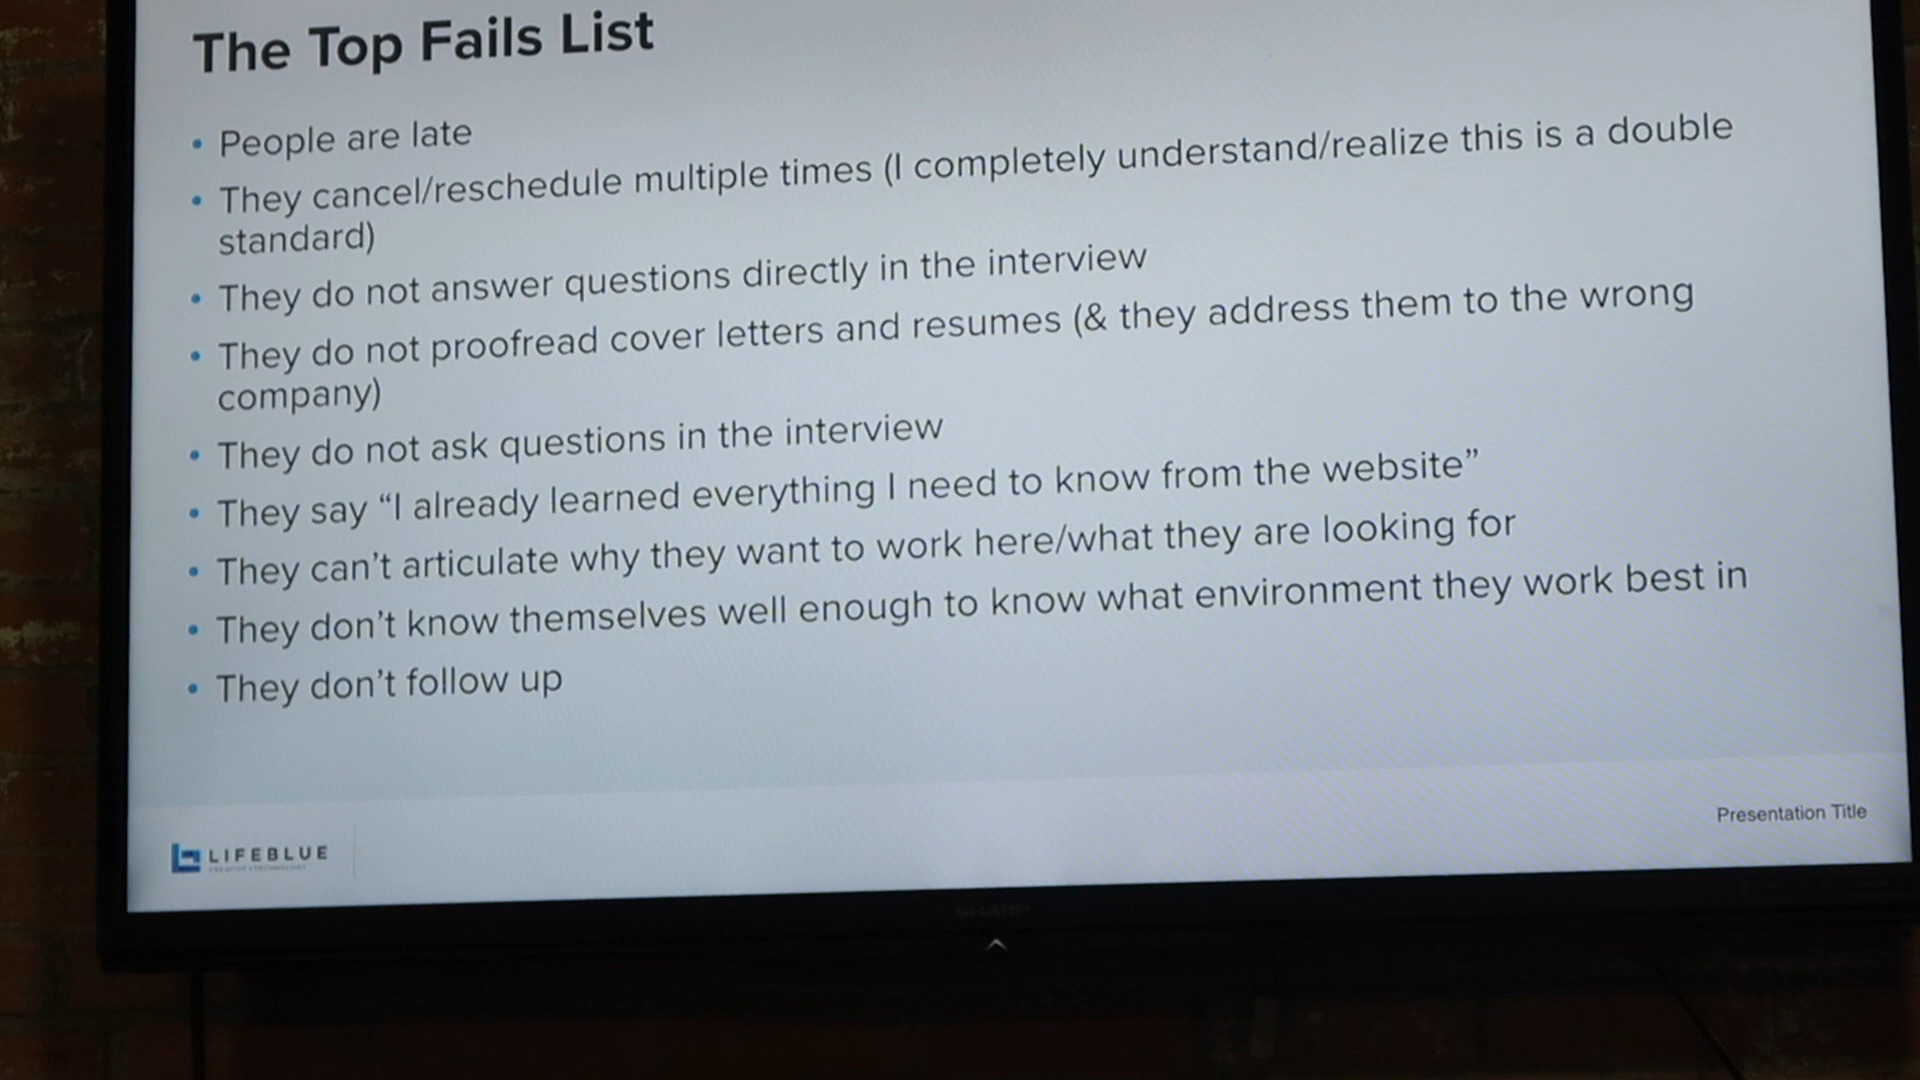 The Top Fails List
• People are late
• They cancel/reschedule multiple times (I completely understand/realize this is a double
standard)
• They do not answer questions directly in the interview
• They do not proofread cover letters and resumes (& they address them to the wrong
company)
• They do not ask questions in the interview
• They say “I already learned everything I need to know from the website”
• They can’t articulate why they want to work here/what they are looking for
• They don’t know themselves well enough to know what environment they work best in
• They don’t follow up
Presentation Title
LIFEBLUE
SHARP